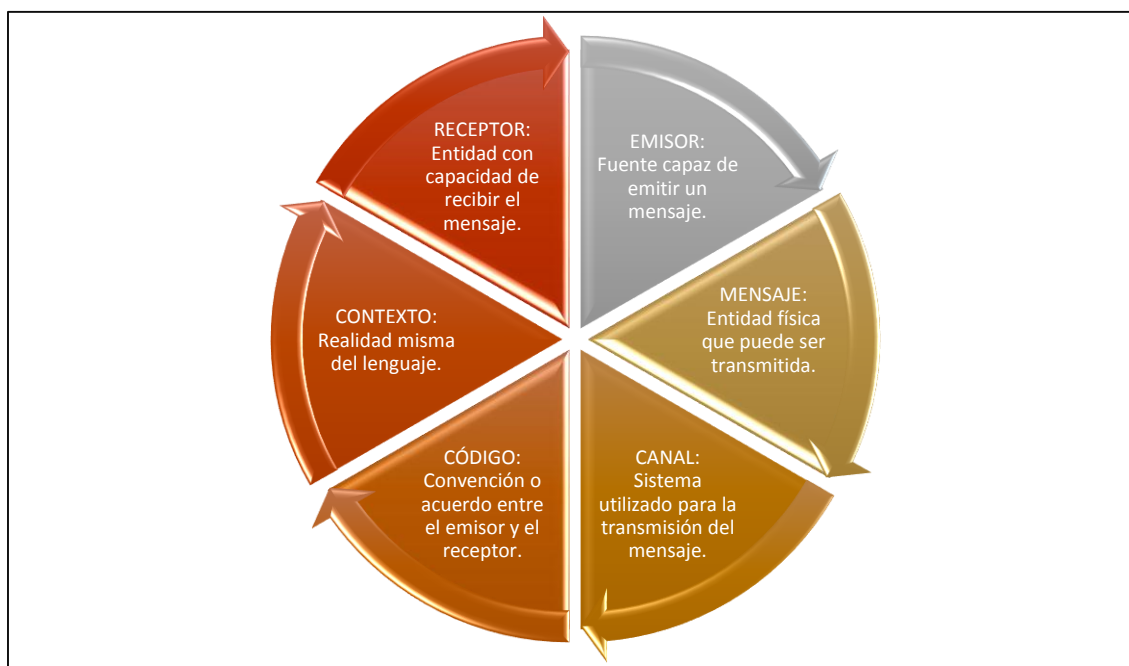 EMISOR:
Fuente capaz de
emitir un
mensaje.
MENSAJE:
Entidad física
que puede ser
transmitida.
CANAL:
Sistema
utilizado para la
transmisión del
mensaje.
CÓDIGO:
Convención o
acuerdo entre
el emisor y el
receptor.
CONTEXTO:
Realidad misma
del lenguaje.
RECEPTOR:
Entidad con
capacidad de
recibir el
mensaje.